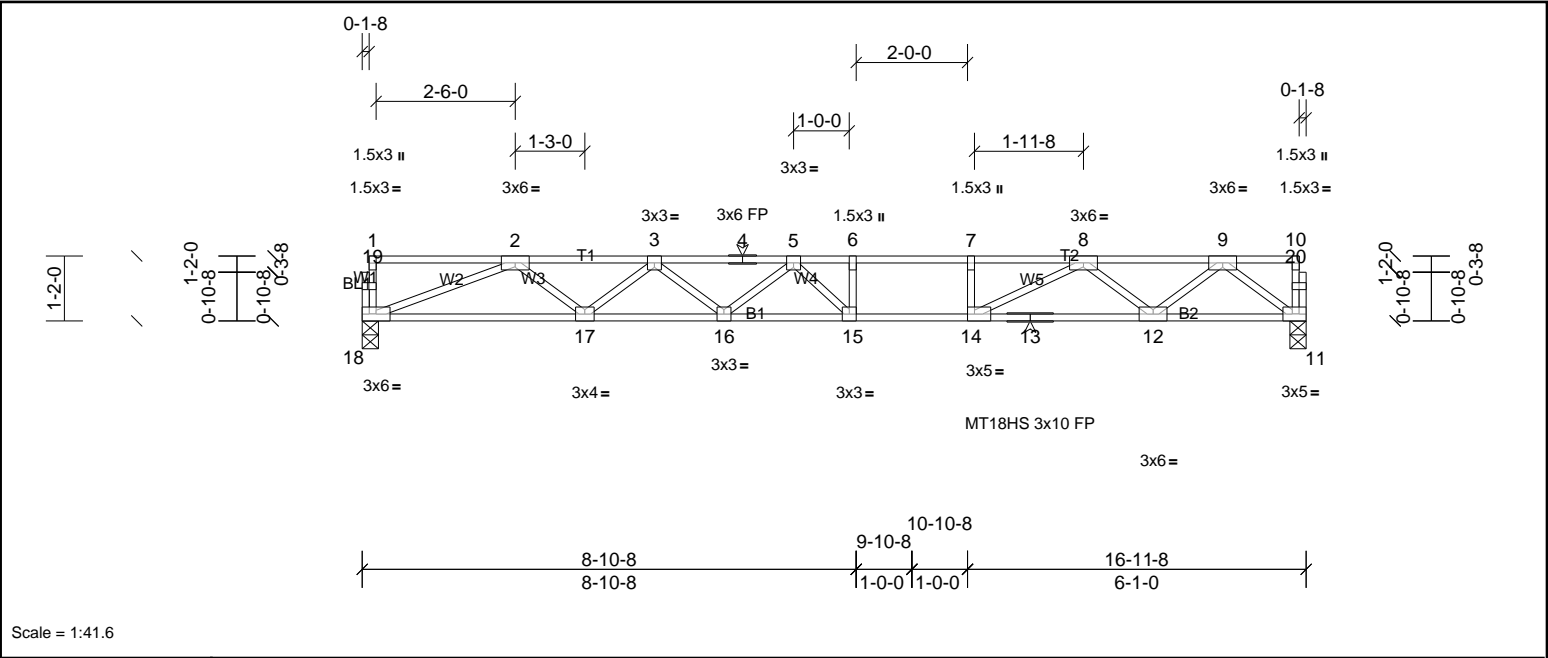 0-1-8
2-0-0
2-6-0
0-1-8
1-0-0
1-3-0
1-11-8
1.5x3 ॥
3x3 =
1.5x3 ॥
1.5x3 =
3x6 =
1.5x3 ॥
3x6 =
1.5x3 =
3x3 =
3x6 FP
1.5x3 ॥
3x6 =
1
2
3
4
5
6
7
8
9
10
19
T1
T2
20
1-2-0
1-2-0
0-10-8
0-10-8
0-3-8
BL1
W1
W2
W3
W4
W5
1-2-0
0-10-8
0-10-8
0-3-8
B1
B2
18
17
16
15
14
13
12
11
3x6 =
3x4 =
3x3 =
3x3 =
3x5 =
3x5 =
MT18HS 3x10 FP
3x6 =
10-10-8
9-10-8
8-10-8
16-11-8
8-10-8
1-0-0
1-0-0
6-1-0
Scale = 1:41.6